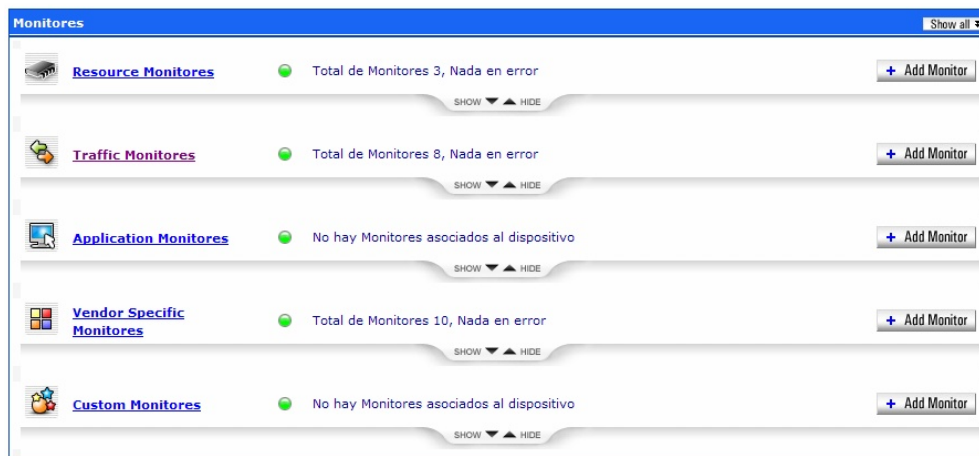 Monitores
Show all
Resource Monitores
Total de Monitores 3, Nada en error
+ Add Monitor
SHOW HIDE
Traffic Monitores
Total de Monitores 8, Nada en error
+ Add Monitor
SHOW HIDE
Application Monitores
No hay Monitores asociados al dispositivo
+ Add Monitor
SHOW HIDE
Vendor Specific
Monitores
Total de Monitores 10, Nada en error
+ Add Monitor
SHOW HIDE
Custom Monitores
No hay Monitores asociados al dispositivo
+ Add Monitor
SHOW HIDE